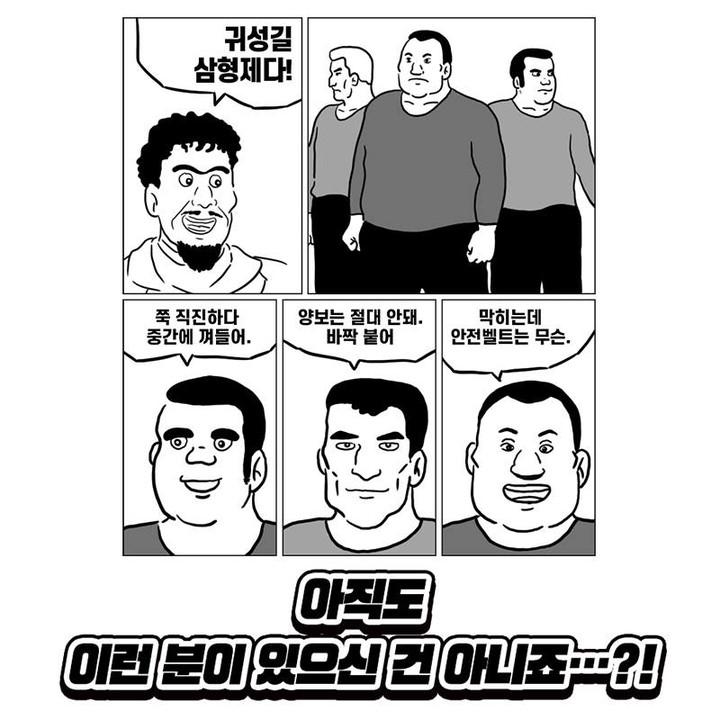 귀성길
삼형제다!
쭉 직진하다
중간에 껴들어.
양보는 절대 안돼.
바짝 붙어
막히는데
안전벨트는 무슨.
아직도
이런 분이 있으신 건 아니죠…?!